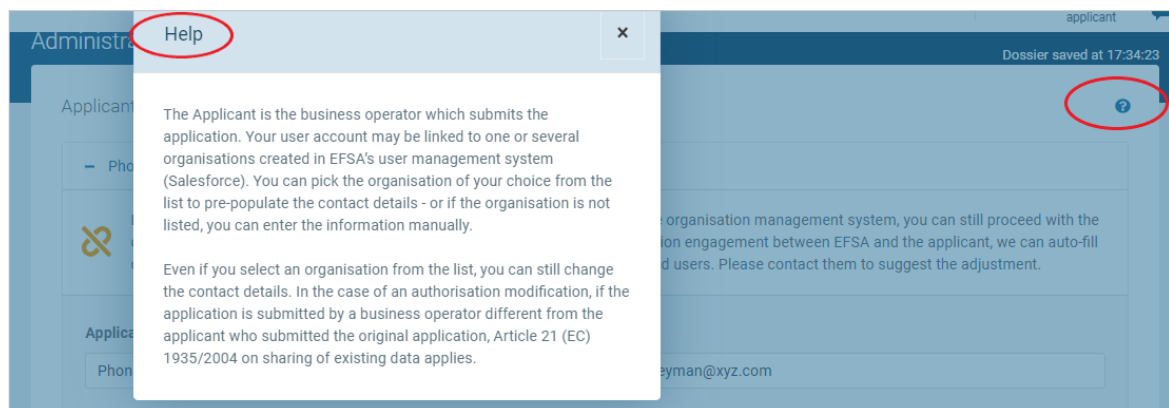 applicant
Help
×
Dossier saved at 17:34:23
The Applicant is the business operator which submits the
application. Your user account may be linked to one or several
organisations created in EFSA's user management system
(Salesforce). You can pick the organisation of your choice from the
list to pre-populate the contact details - or if the organisation is not
listed, you can enter the information manually.
Even if you select an organisation from the list, you can still change
the contact details. In the case of an authorisation modification, if the
application is submitted by a business operator different from the
applicant who submitted the original application, Article 21 (EC)
1935/2004 on sharing of existing data applies.
Administra
Applicant
?
Pho
organisation management system, you can still proceed with the
ion engagement between EFSA and the applicant, we can auto-fill
d users. Please contact them to suggest the adjustment.
Applica
Phon
eyman@xyz.com